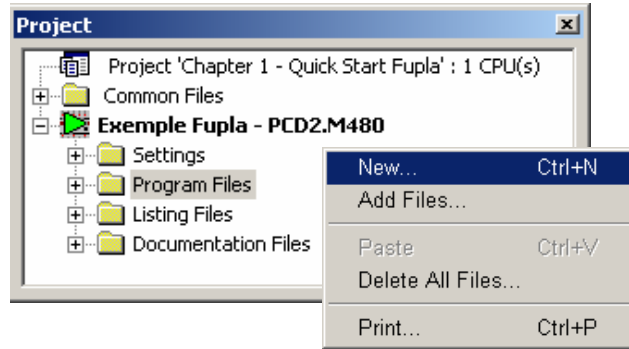 Project
Project 'Chapter 1 - Quick Start Fupla' : 1 CPU(s)
Common Files
Exemple Fupla - PCD2.M480
Settings
Program Files
Listing Files
Documentation Files
New... Ctrl+N
Add Files...
Paste Ctrl+V
Delete All Files...
Print... Ctrl+P